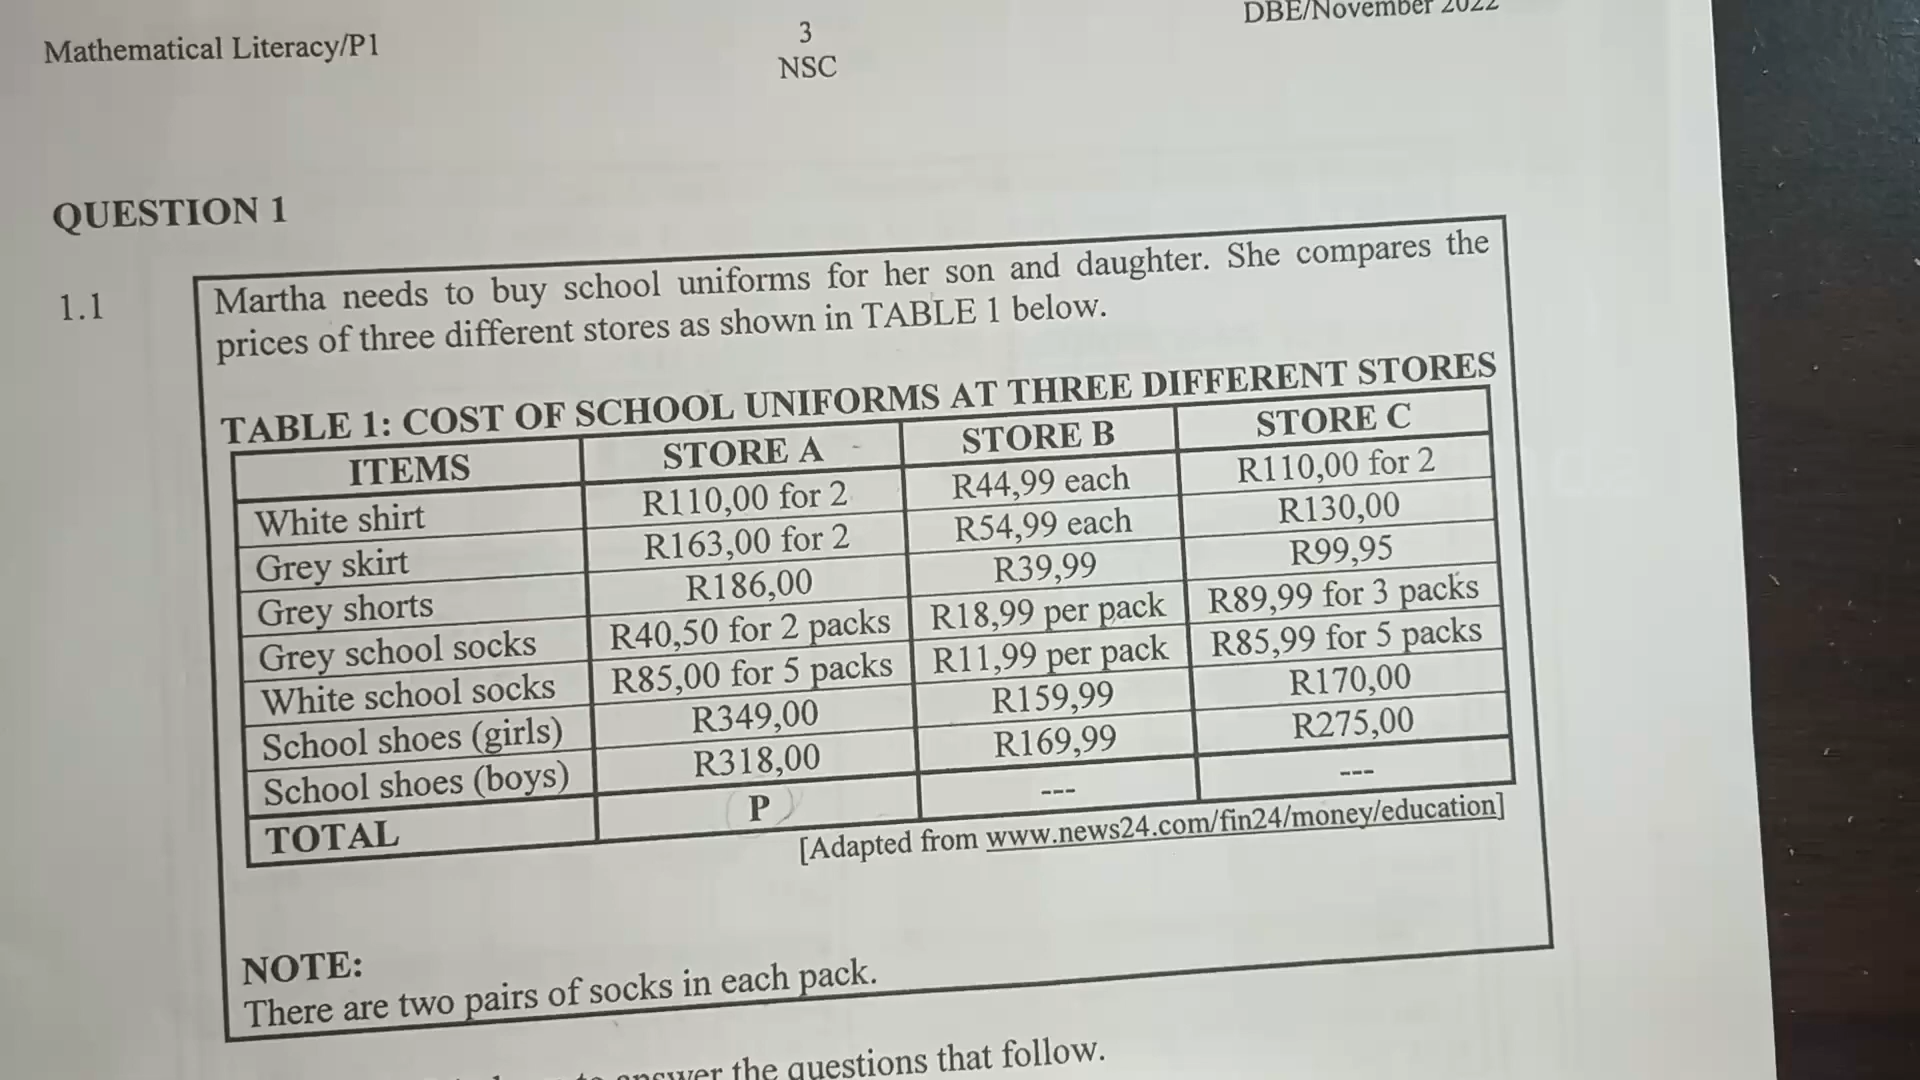 Mathematical Literacy/P1
3
DBE/November 2022
NSC
QUESTION 1
1.1
Martha needs to buy school uniforms for her son and daughter. She compares the
prices of three different stores as shown in TABLE 1 below.
TABLE 1: COST OF SCHOOL UNIFORMS AT THREE DIFFERENT STORES
ITEMS STORE A STORE B STORE C
White shirt R110,00 for 2 R44,99 each R110,00 for 2
Grey skirt R163,00 for 2 R54,99 each R130,00
Grey shorts R186,00 R39,99 R99,95
Grey school socks R40,50 for 2 packs R18,99 per pack R89,99 for 3 packs
White school socks R85,00 for 5 packs R11,99 per pack R85,99 for 5 packs
School shoes (girls) R349,00 R159,99 R170,00
School shoes (boys) R318,00 R169,99 R275,00
TOTAL P --- ---
[Adapted from www.news24.com/fin24/money/education]
NOTE:
There are two pairs of socks in each pack.
to answer the questions that follow.